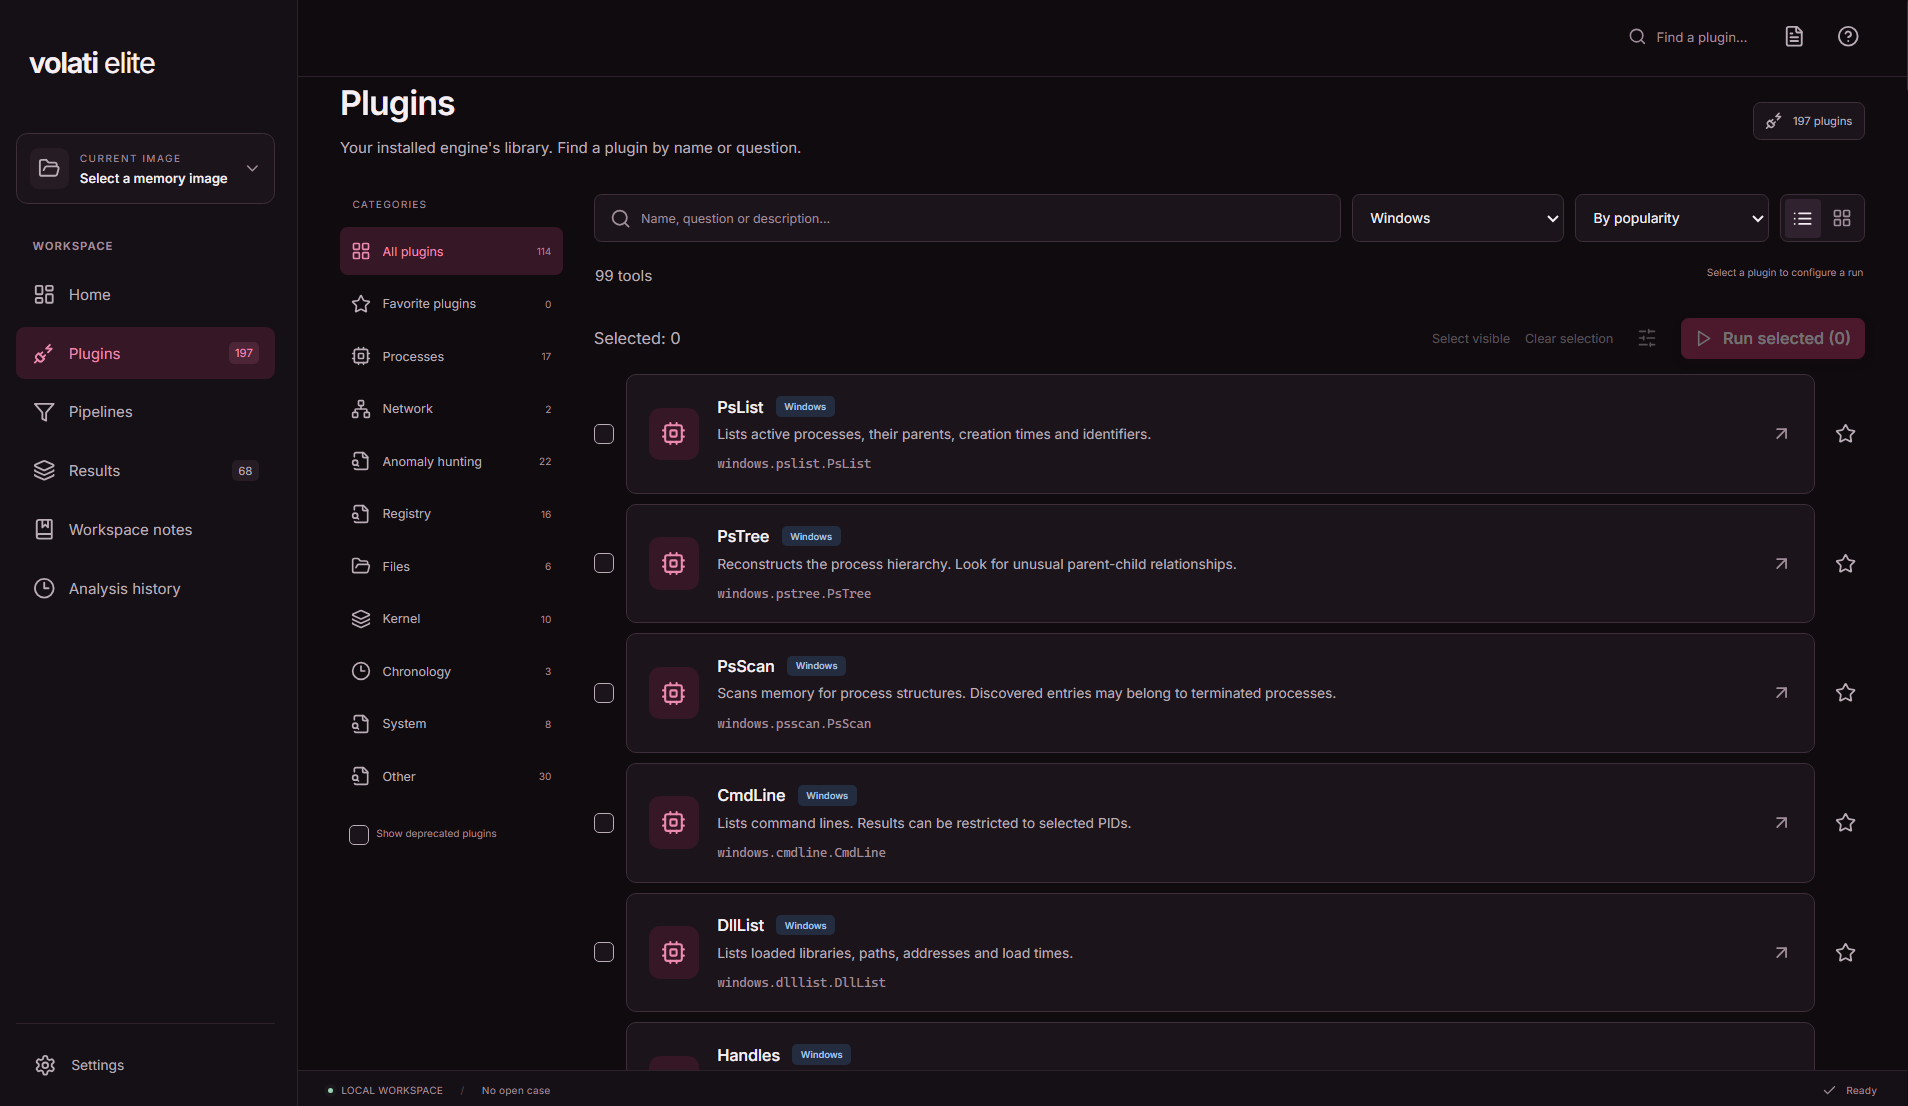 volati elite
Find a plugin...
CURRENT IMAGE
Select a memory image
WORKSPACE
Home
Plugins 197
Pipelines
Results 68
Workspace notes
Analysis history
Settings
Plugins
Your installed engine's library. Find a plugin by name or question.
197 plugins
CATEGORIES
All plugins 114
Favorite plugins 0
Processes 17
Network 2
Anomaly hunting 22
Registry 16
Files 6
Kernel 10
Chronology 3
System 8
Other 30
Show deprecated plugins
Name, question or description...
Windows
By popularity
99 tools
Select a plugin to configure a run
Selected: 0
Select visible
Clear selection
Run selected (0)
PsList Windows
Lists active processes, their parents, creation times and identifiers.
windows.pslist.PsList
PsTree Windows
Reconstructs the process hierarchy. Look for unusual parent-child relationships.
windows.pstree.PsTree
PsScan Windows
Scans memory for process structures. Discovered entries may belong to terminated processes.
windows.psscan.PsScan
CmdLine Windows
Lists command lines. Results can be restricted to selected PIDs.
windows.cmdline.CmdLine
DllList Windows
Lists loaded libraries, paths, addresses and load times.
windows.dlllist.DllList
Handles Windows
LOCAL WORKSPACE / No open case
Ready